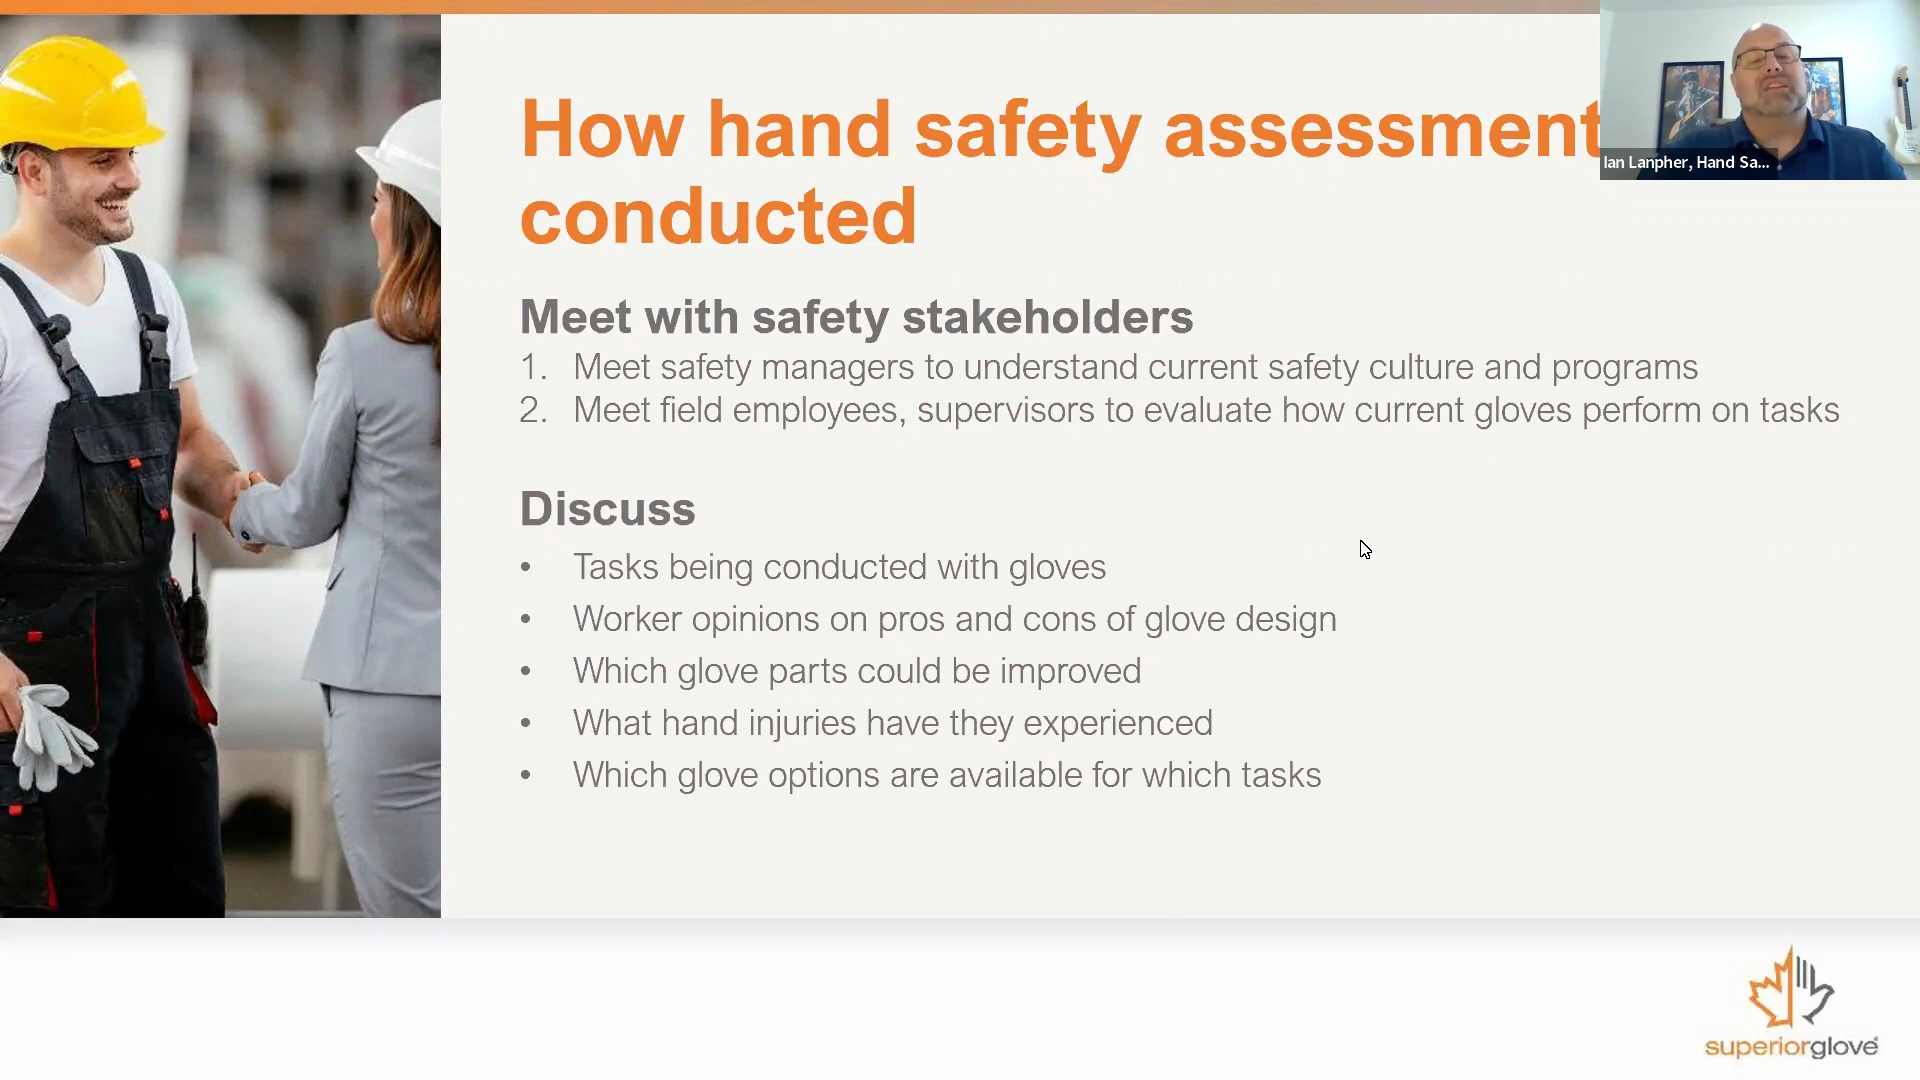 How hand safety assessment
conducted
Ian Lanpher, Hand Sa...
Meet with safety stakeholders
1. Meet safety managers to understand current safety culture and programs
2. Meet field employees, supervisors to evaluate how current gloves perform on tasks
Discuss
• Tasks being conducted with gloves
• Worker opinions on pros and cons of glove design
• Which glove parts could be improved
• What hand injuries have they experienced
• Which glove options are available for which tasks
superiorglove